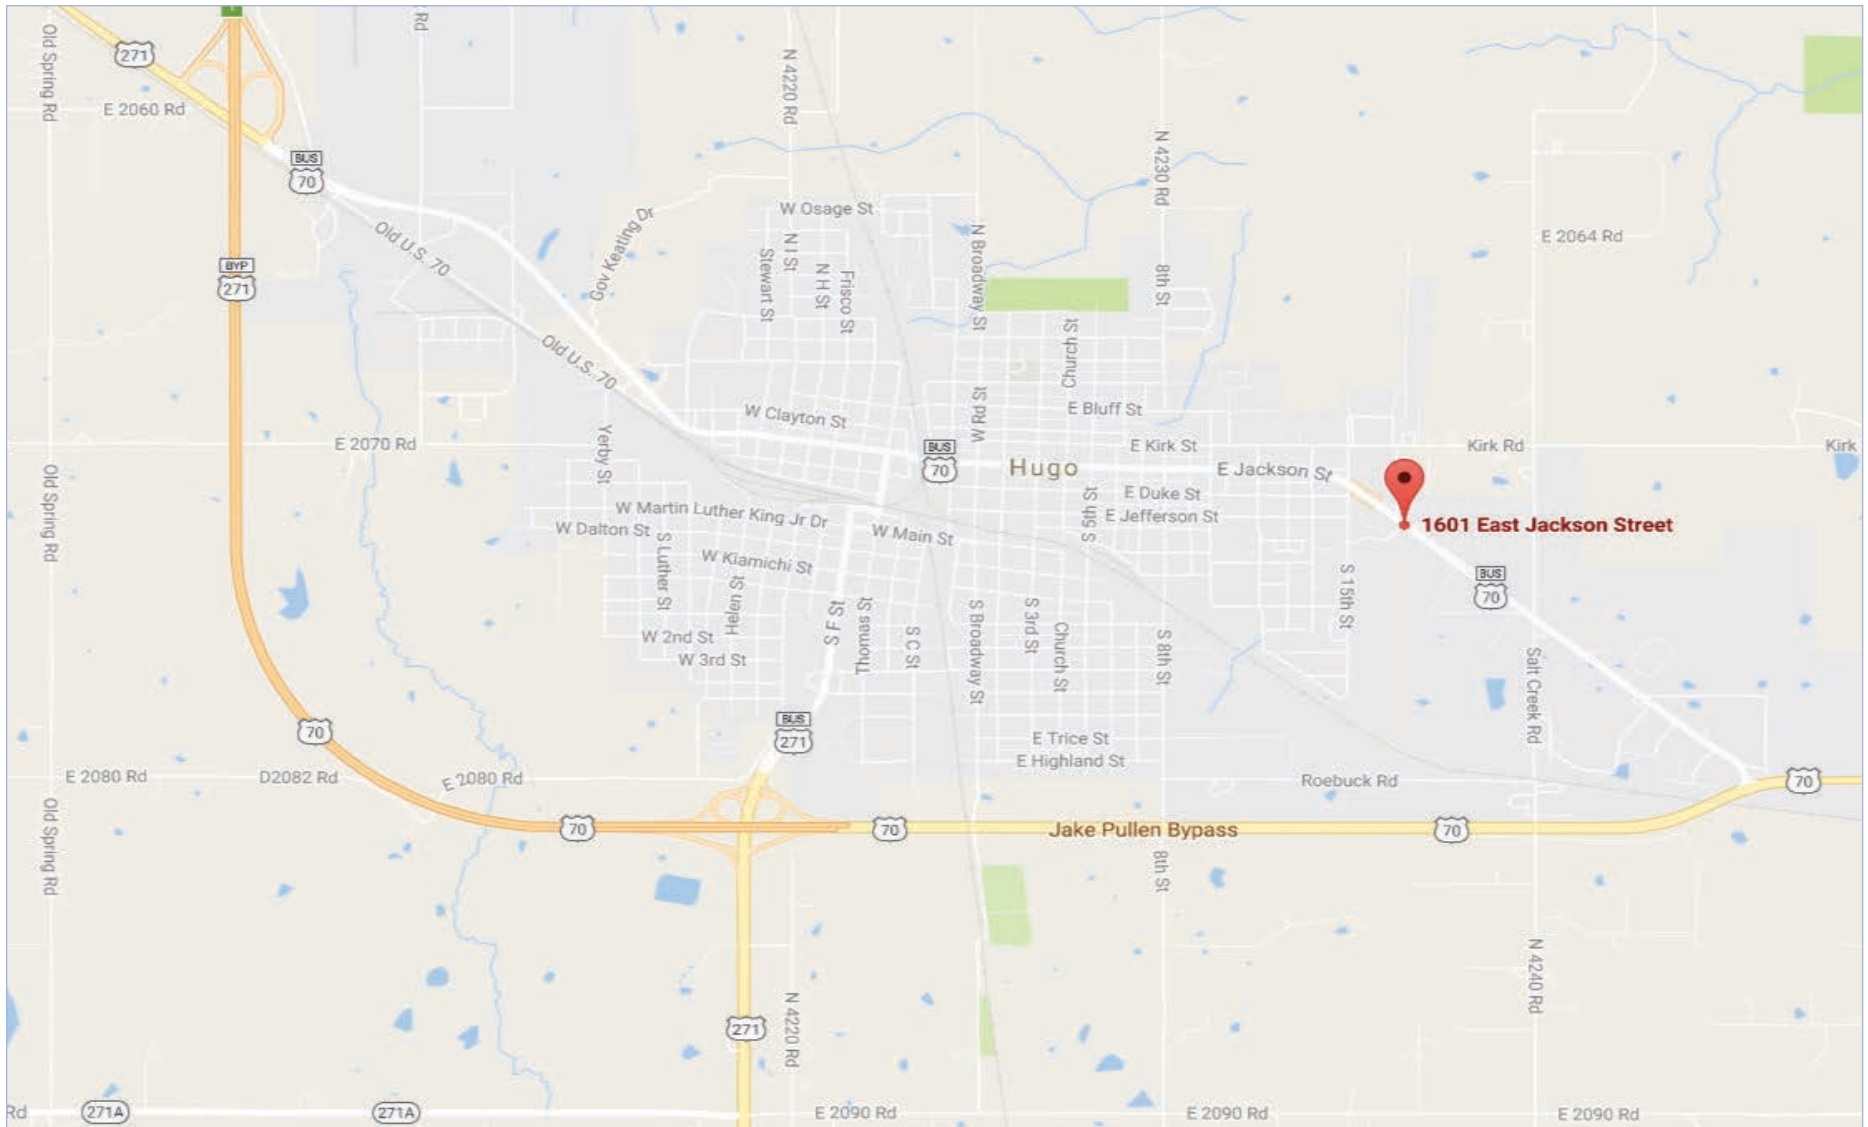 Rd
271
Old Spring Rd
E 2060 Rd
N 4220 Rd
BUS
70
N 4230 Rd
W Osage St
Gov Keating Dr
Old U.S. 70
E 2064 Rd
N I St
N Broadway St
Stewart St
N H St
Frisco St
8th St
BYP
271
Old U.S. 70
Church St
W Clayton St
W Rd St
E Bluff St
E 2070 Rd
BUS
70
E Kirk St
Kirk Rd
Kirk
Yerby St
Hugo
E Jackson St
Old Spring Rd
E Duke St
S 5th St
E Jefferson St
W Martin Luther King Jr Dr
W Dalton St
W Main St
1601 East Jackson Street
S Luther St
W Kiamichi St
BUS
70
Helen St
S F St
Thomas St
S C St
S Broadway St
S 3rd St
Church St
S 8th St
S 15th St
W 2nd St
W 3rd St
Salt Creek Rd
70
BUS
271
E Trice St
E Highland St
E 2080 Rd
D2082 Rd
E 2080 Rd
Roebuck Rd
70
Old Spring Rd
70
70
Jake Pullen Bypass
70
8th St
N 4240 Rd
271
N 4220 Rd
Rd
271A
271A
E 2090 Rd
E 2090 Rd
E 2090 Rd